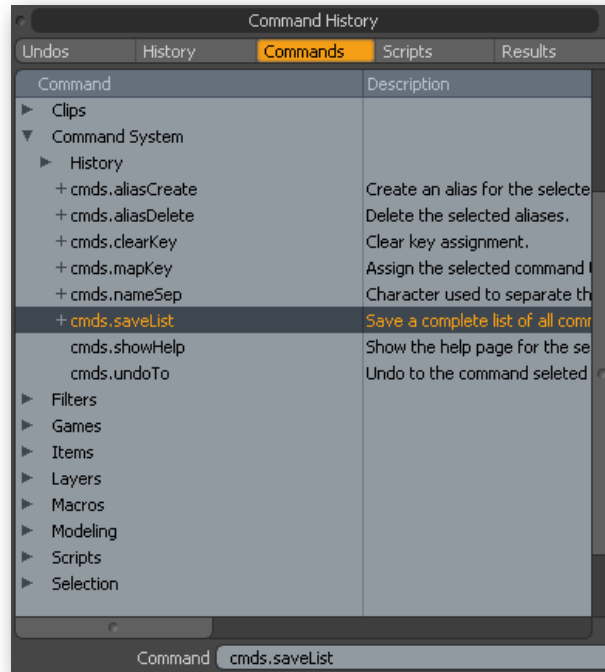 Command History
Undos History Commands Scripts Results
Command Description
Clips
Command System
History
cmds.aliasCreate Create an alias for the selecte
cmds.aliasDelete Delete the selected aliases.
cmds.clearKey Clear key assignment.
cmds.mapKey Assign the selected command
cmds.nameSep Character used to separate th
cmds.saveList Save a complete list of all com
cmds.showHelp Show the help page for the se
cmds.undoTo Undo to the command seleted
Filters
Games
Items
Layers
Macros
Modeling
Scripts
Selection
Command cmds.saveList